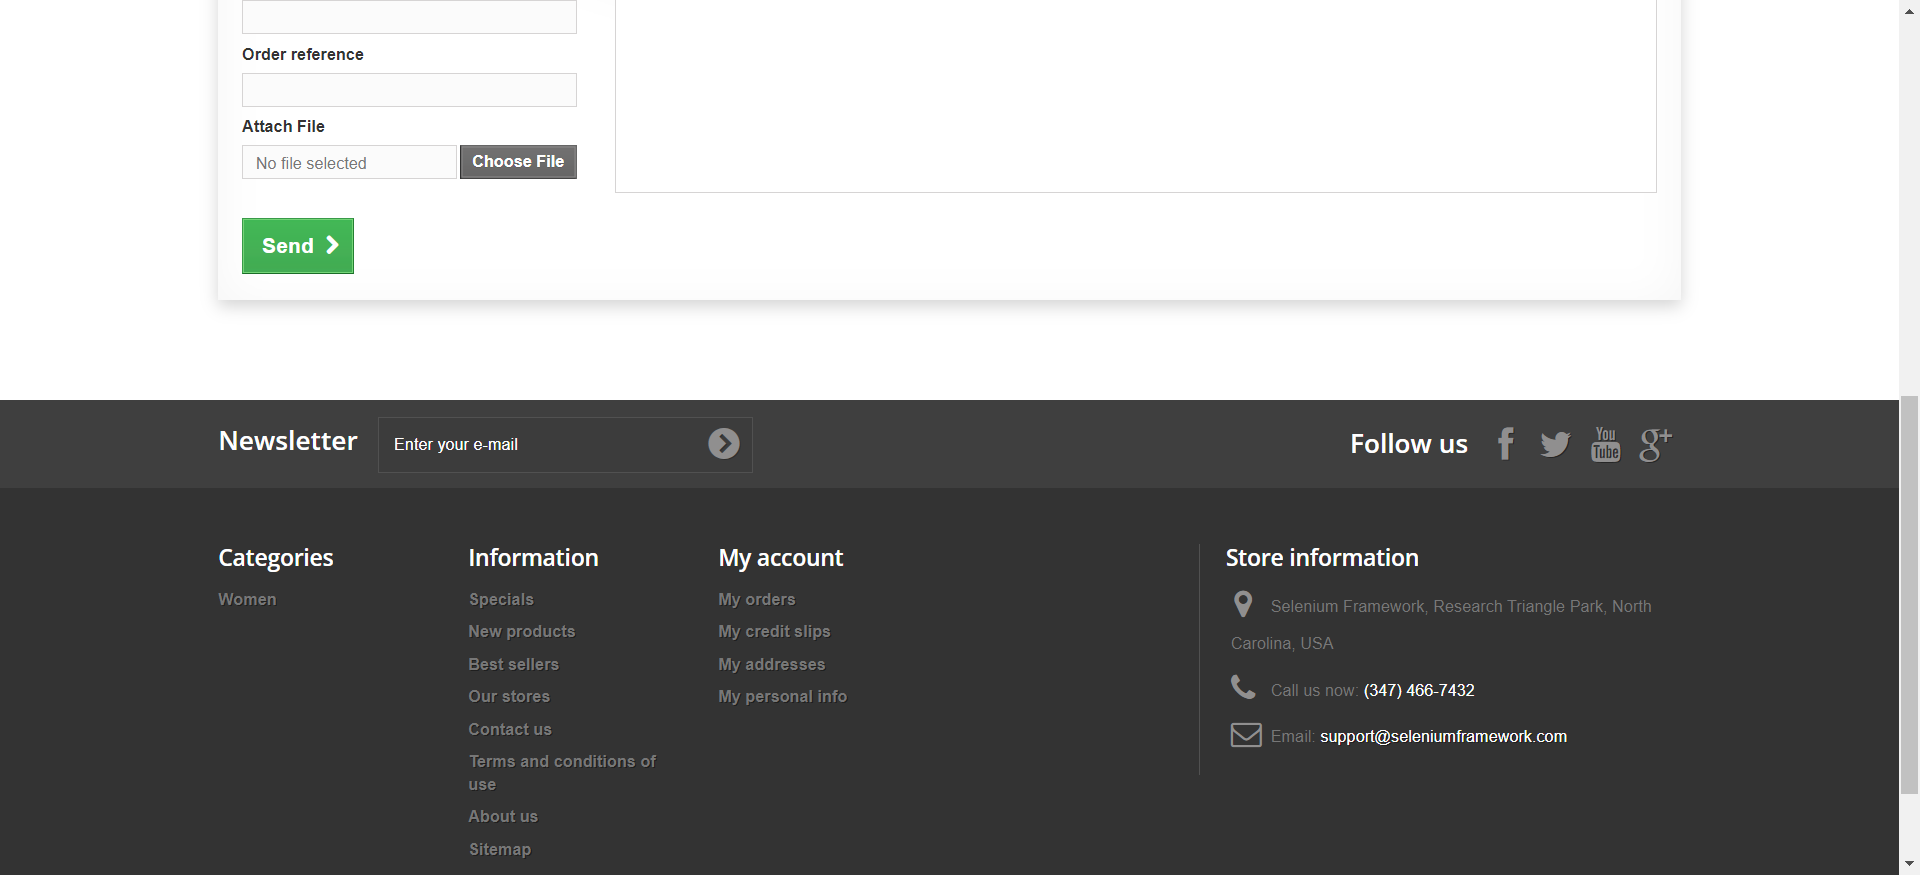 Order reference
Attach File
No file selected
Choose File
Send
Newsletter
Enter your e-mail
Follow us
You
Tube
g+
Categories
Women
Information
Specials
New products
Best sellers
Our stores
Contact us
Terms and conditions of
use
About us
Sitemap
My account
My orders
My credit slips
My addresses
My personal info
Store information
Selenium Framework, Research Triangle Park, North
Carolina, USA
Call us now: (347) 466-7432
Email: support@seleniumframework.com